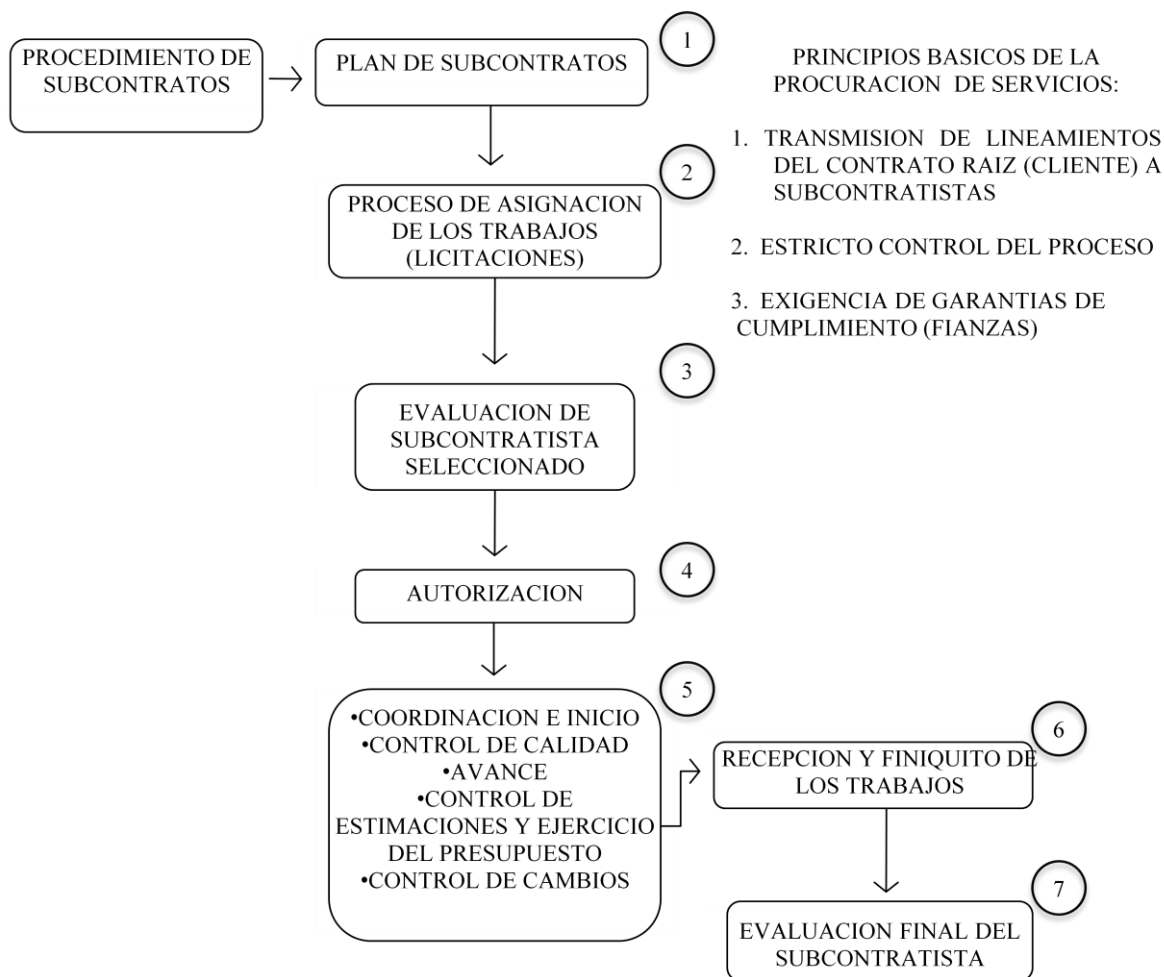 PROCEDIMIENTO DE
SUBCONTRATOS
PLAN DE SUBCONTRATOS
1
PROCESO DE ASIGNACION
DE LOS TRABAJOS
(LICITACIONES)
2
EVALUACION DE
SUBCONTRATISTA
SELECCIONADO
3
AUTORIZACION
4
•COORDINACION E INICIO
•CONTROL DE CALIDAD
•AVANCE
•CONTROL DE
ESTIMACIONES Y EJERCICIO
DEL PRESUPUESTO
•CONTROL DE CAMBIOS
5
RECEPCION Y FINIQUITO DE
LOS TRABAJOS
6
EVALUACION FINAL DEL
SUBCONTRATISTA
7
PRINCIPIOS BASICOS DE LA
PROCURACION DE SERVICIOS:
1. TRANSMISION DE LINEAMIENTOS
DEL CONTRATO RAIZ (CLIENTE) A
SUBCONTRATISTAS
2. ESTRICTO CONTROL DEL PROCESO
3. EXIGENCIA DE GARANTIAS DE
CUMPLIMIENTO (FIANZAS)